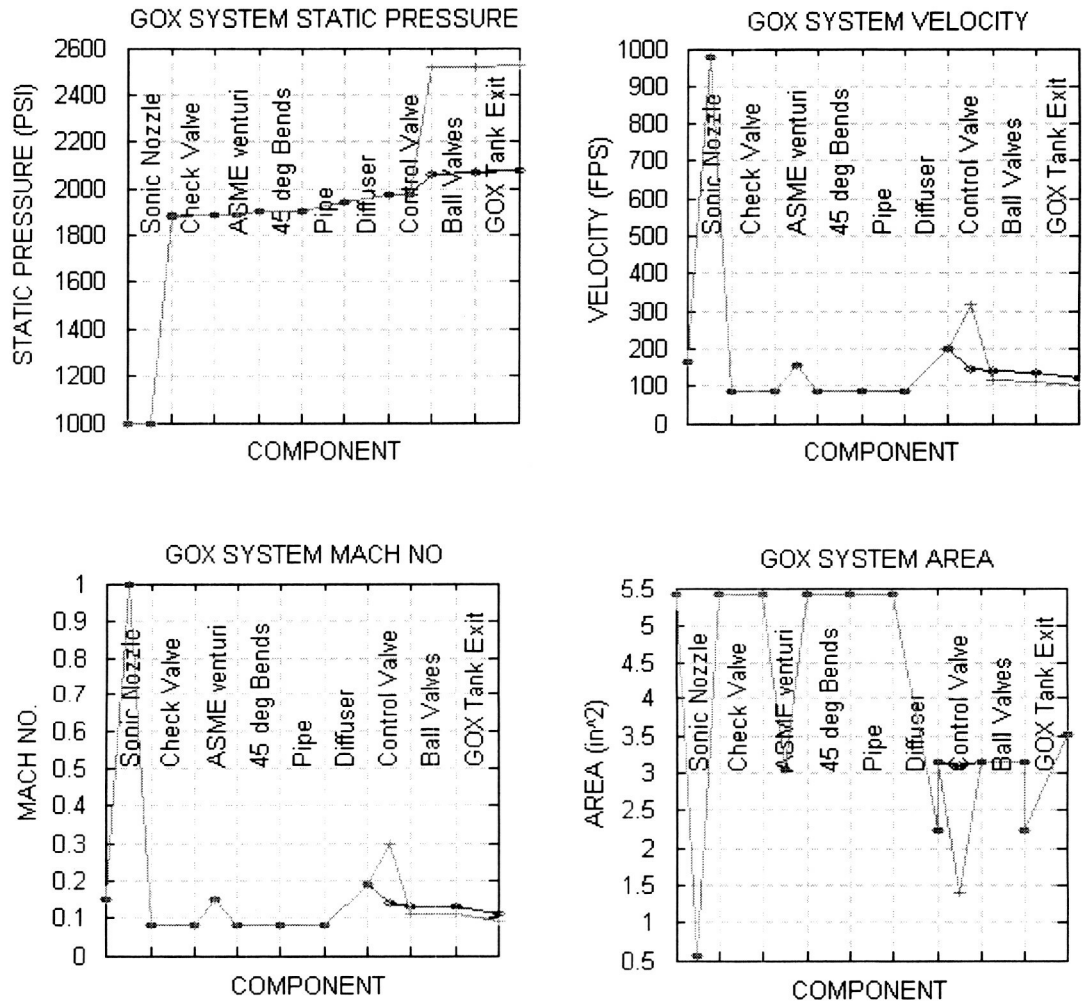 GOX SYSTEM STATIC PRESSURE
STATIC PRESSURE (PSI)
2600
2400
2200
2000
1800
1600
1400
1200
1000
Sonic Nozzle
Check Valve
ASME venturi
45 deg Bends
Pipe
Diffuser
Control Valve
Ball Valves
GOX Tank Exit
COMPONENT
GOX SYSTEM VELOCITY
VELOCITY (FPS)
1000
900
800
700
600
500
400
300
200
100
0
Sonic Nozzle
Check Valve
ASME venturi
45 deg Bends
Pipe
Diffuser
Control Valve
Ball Valves
GOX Tank Exit
COMPONENT
GOX SYSTEM MACH NO
MACH NO.
1
0.9
0.8
0.7
0.6
0.5
0.4
0.3
0.2
0.1
0
Sonic Nozzle
Check Valve
ASME venturi
45 deg Bends
Pipe
Diffuser
Control Valve
Ball Valves
GOX Tank Exit
COMPONENT
GOX SYSTEM AREA
AREA (in^2)
5.5
5
4.5
4
3.5
3
2.5
2
1.5
1
0.5
Sonic Nozzle
Check Valve
ASME venturi
45 deg Bends
Pipe
Diffuser
Control Valve
Ball Valves
GOX Tank Exit
COMPONENT